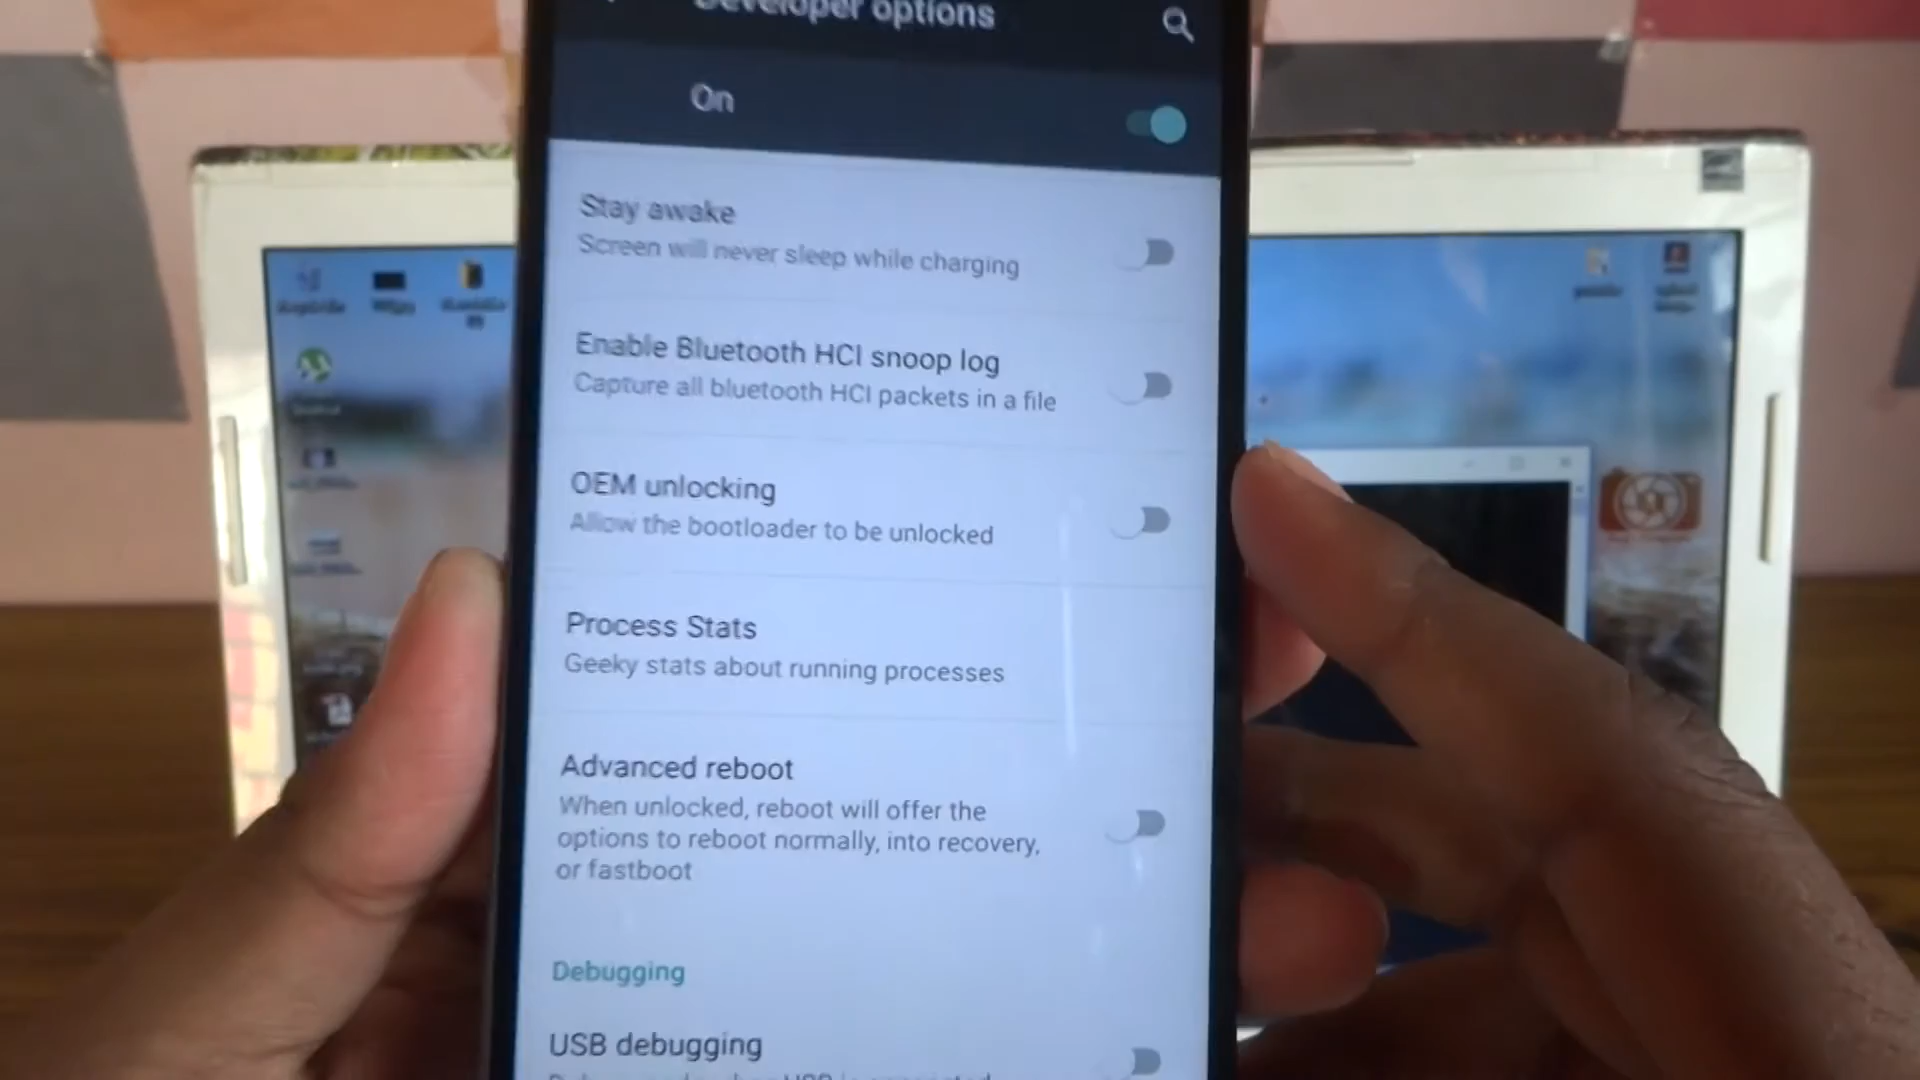 Developer options
On
Stay awake
Screen will never sleep while charging
Enable Bluetooth HCI snoop log
Capture all bluetooth HCI packets in a file
OEM unlocking
Allow the bootloader to be unlocked
Process Stats
Geeky stats about running processes
Advanced reboot
When unlocked, reboot will offer the
options to reboot normally, into recovery,
or fastboot
Debugging
USB debugging